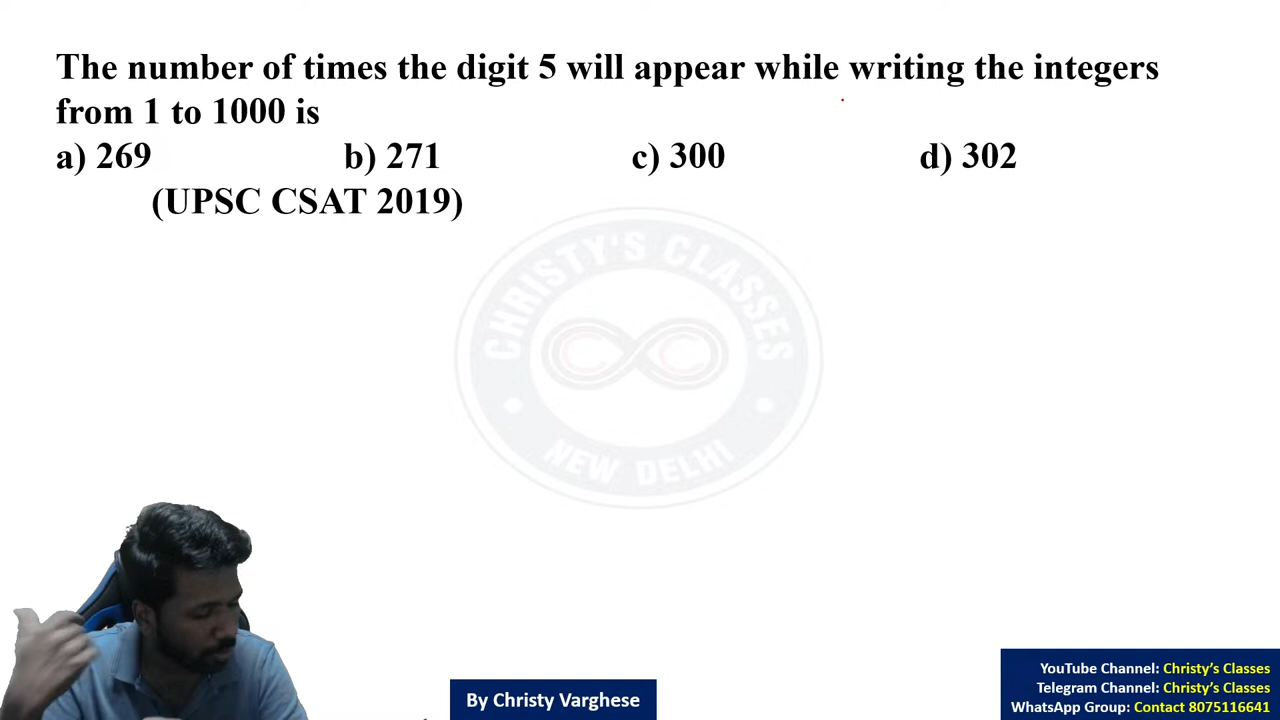 The number of times the digit 5 will appear while writing the integers
from 1 to 1000 is
a) 269 b) 271 c) 300 d) 302
(UPSC CSAT 2019)
CHRISTY'S CLASSES
NEW DELHI
By Christy Varghese
YouTube Channel: Christy's Classes
Telegram Channel: Christy's Classes
WhatsApp Group: Contact 8075116641